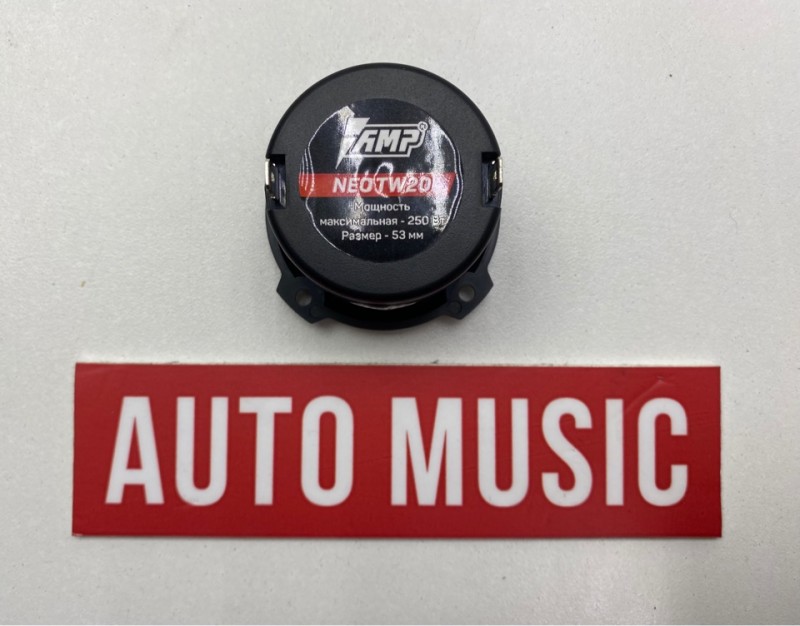 AMP®
NEOTW20
Мощность
максимальная - 250 Вт
Размер - 53 мм
AUTO MUSIC